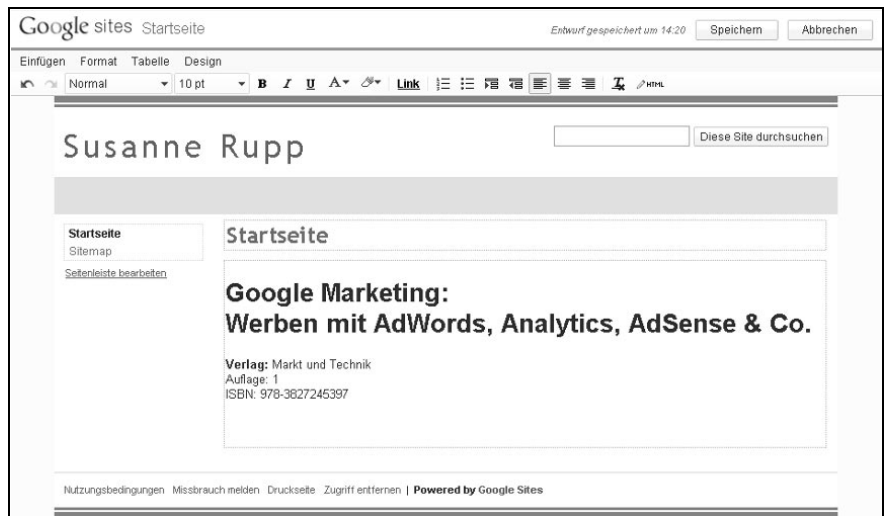 Google sites Startseite
Entwurf gespeichert um 14:20 Speichern Abbrechen
Einfügen Format Tabelle Design
Normal 10 pt B I U A Link T HTML
Susanne Rupp
Diese Site durchsuchen
Startseite
Sitemap
Seitenleiste bearbeiten
Startseite
Google Marketing:
Werben mit AdWords, Analytics, AdSense & Co.
Verlag: Markt und Technik
Auflage: 1
ISBN: 978-3827245397
Nutzungsbedingungen Missbrauch melden Druckseite Zugriff entfernen | Powered by Google Sites